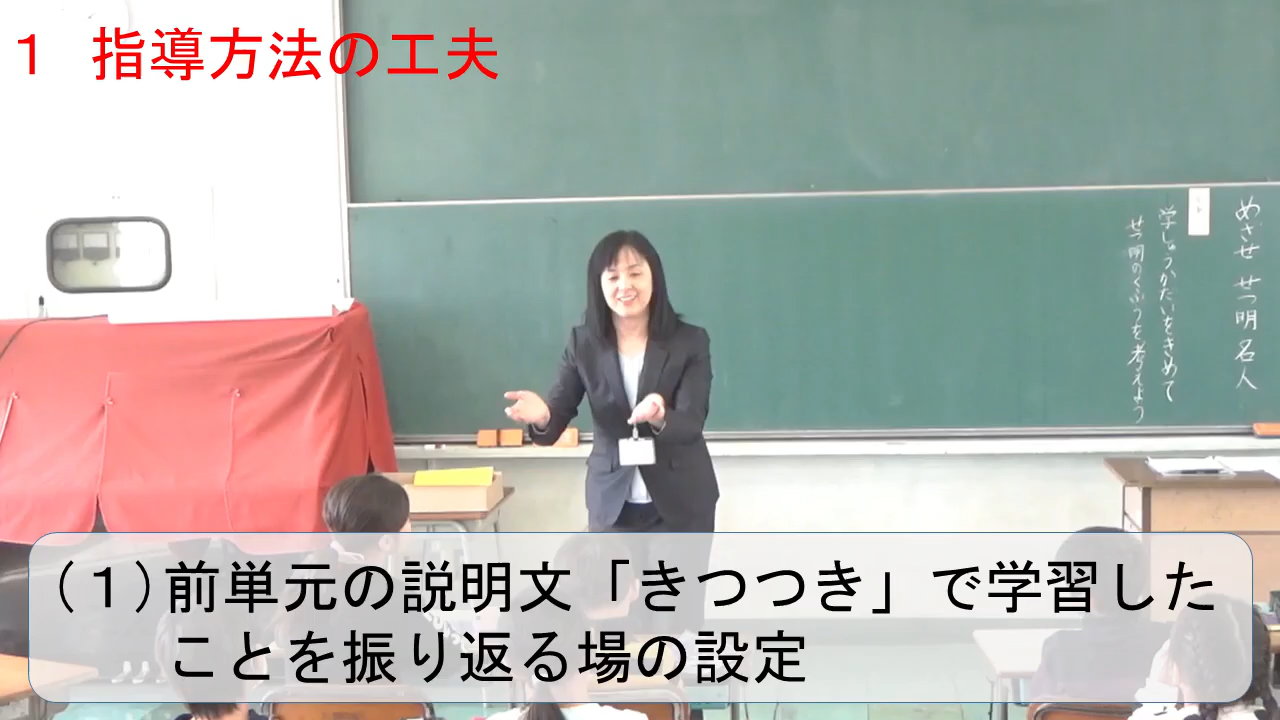 １　指導方法の工夫
めざせ せつ明名人
学しゅうかだいをきめて
せつ明のくふうを考えよう
（１）前単元の説明文「きつつき」で学習した
ことを振り返る場の設定